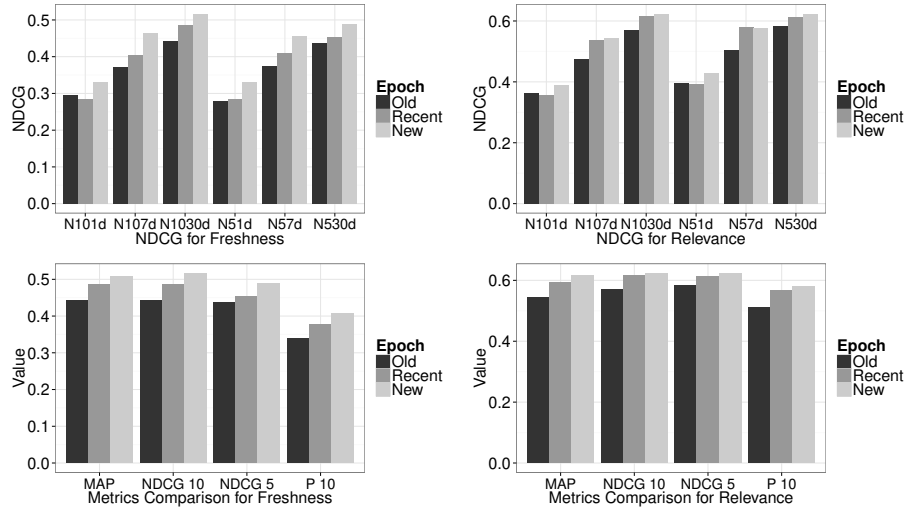 0.5
0.4
0.3
0.2
0.1
0.0
NDCG
N101d N107d N1030d N51d N57d N530d
NDCG for Freshness
Epoch
Old
Recent
New
0.6
0.4
0.2
0.0
NDCG
N101d N107d N1030d N51d N57d N530d
NDCG for Relevance
Epoch
Old
Recent
New
0.5
0.4
0.3
0.2
0.1
0.0
Value
MAP NDCG 10 NDCG 5 P 10
Metrics Comparison for Freshness
Epoch
Old
Recent
New
0.6
0.4
0.2
0.0
Value
MAP NDCG 10 NDCG 5 P 10
Metrics Comparison for Relevance
Epoch
Old
Recent
New